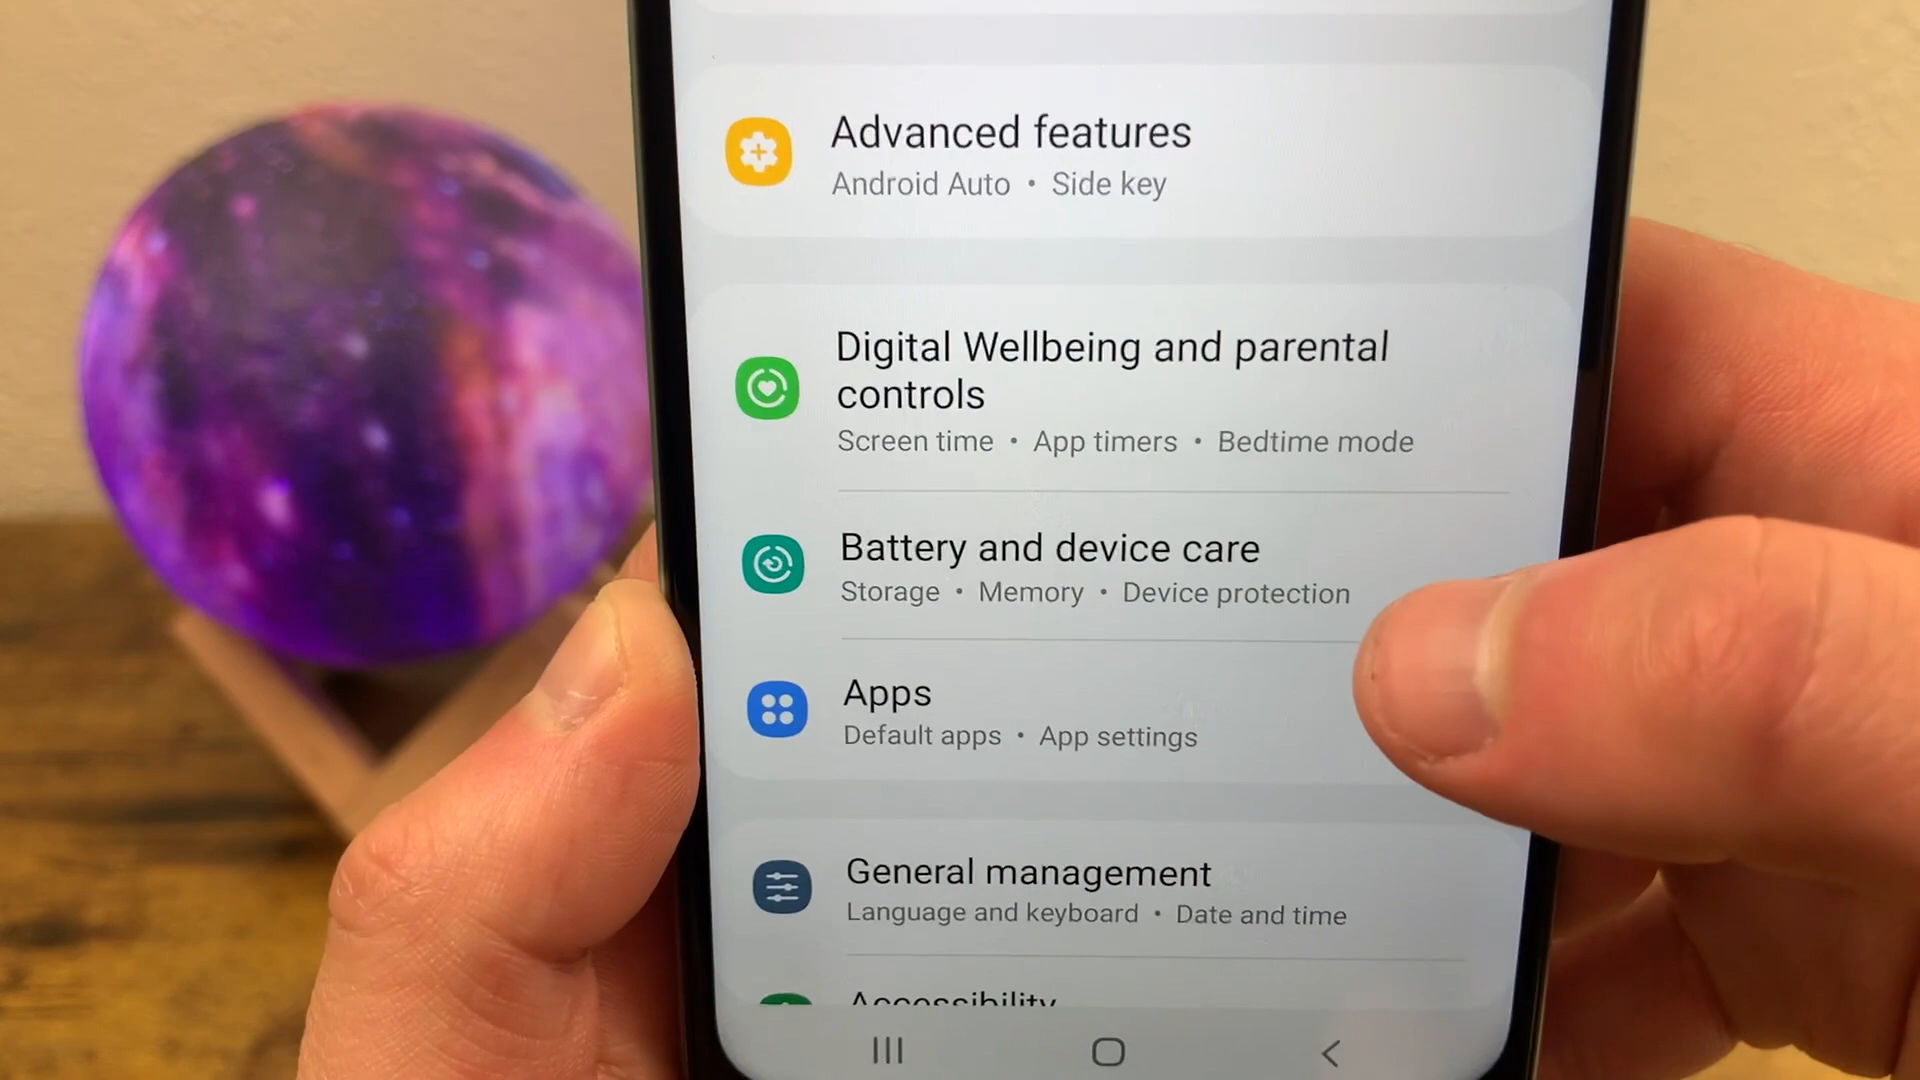 Advanced features
Android Auto • Side key
Digital Wellbeing and parental
controls
Screen time • App timers • Bedtime mode
Battery and device care
Storage • Memory • Device protection
Apps
Default apps • App settings
General management
Language and keyboard • Date and time
Accessibility